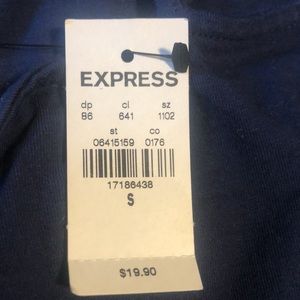 EXPRESS
dp cl sz
86 641 1102
st co
06415159 0176
17186438
S
$19.90